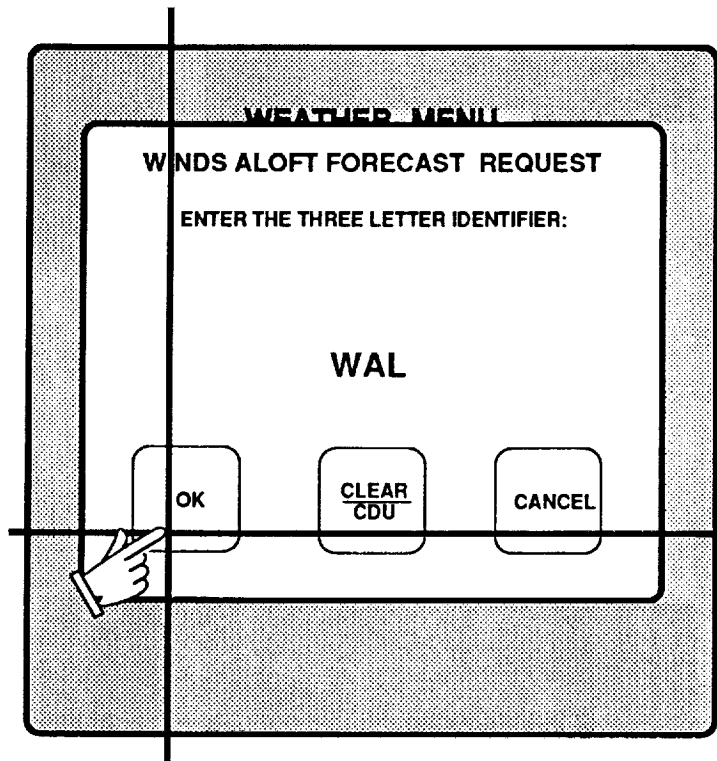 WEATHER MENU
WINDS ALOFT FORECAST REQUEST
ENTER THE THREE LETTER IDENTIFIER:
WAL
OK
CLEAR
CDU
CANCEL